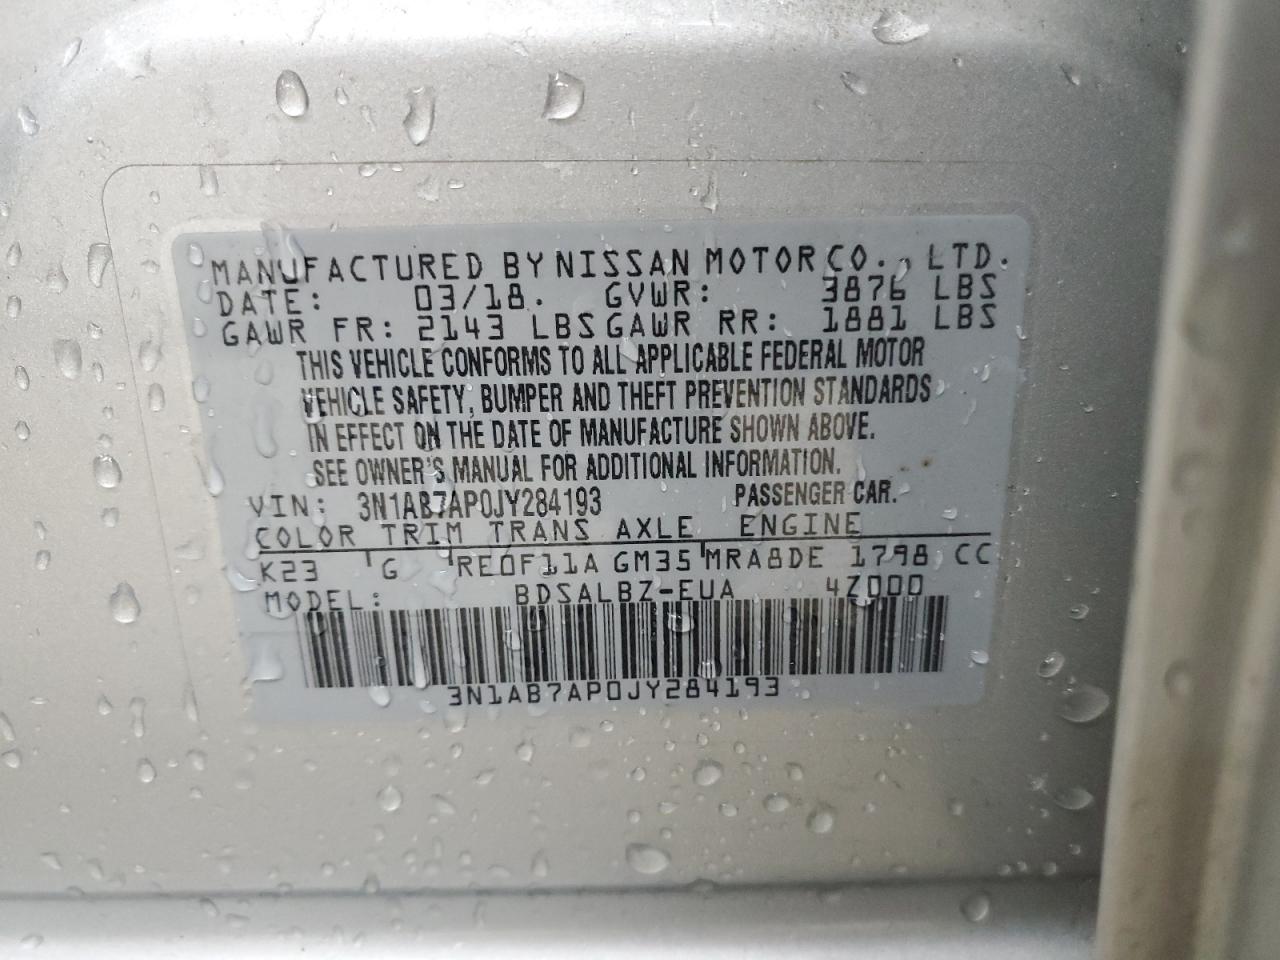 MANUFACTURED BY NISSAN MOTOR CO., LTD.
DATE: 03/18. GVWR: 3876 LBS
GAWR FR: 2143 LBS GAWR RR: 1881 LBS
THIS VEHICLE CONFORMS TO ALL APPLICABLE FEDERAL MOTOR
VEHICLE SAFETY, BUMPER AND THEFT PREVENTION STANDARDS
IN EFFECT ON THE DATE OF MANUFACTURE SHOWN ABOVE.
SEE OWNER'S MANUAL FOR ADDITIONAL INFORMATION.
VIN: 3N1AB7AP0JY284193 PASSENGER CAR.
COLOR TRIM TRANS AXLE ENGINE
K23 G RE0F11A GM35 MRA8DE 1798 CC
MODEL: BDSALBZ-EUA 4Z000
3N1AB7AP0JY284193